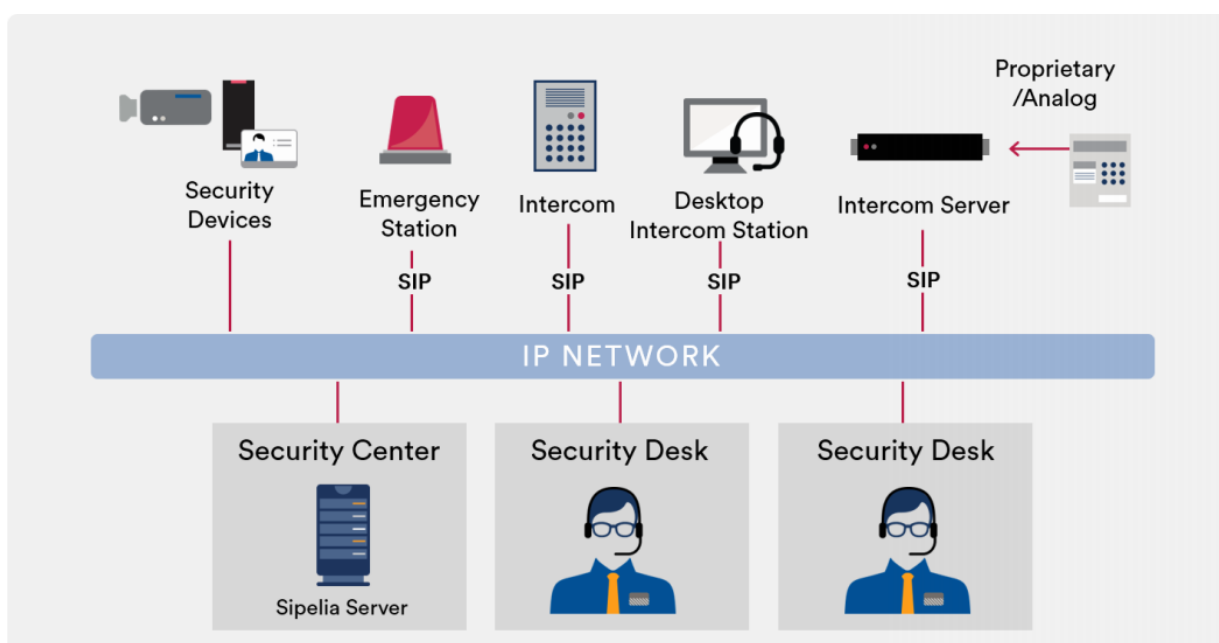 Proprietary
/Analog
Security
Devices
Emergency
Station
Intercom
Desktop
Intercom Station
Intercom Server
SIP
SIP
SIP
SIP
IP NETWORK
Security Center
Sipelia Server
Security Desk
Security Desk